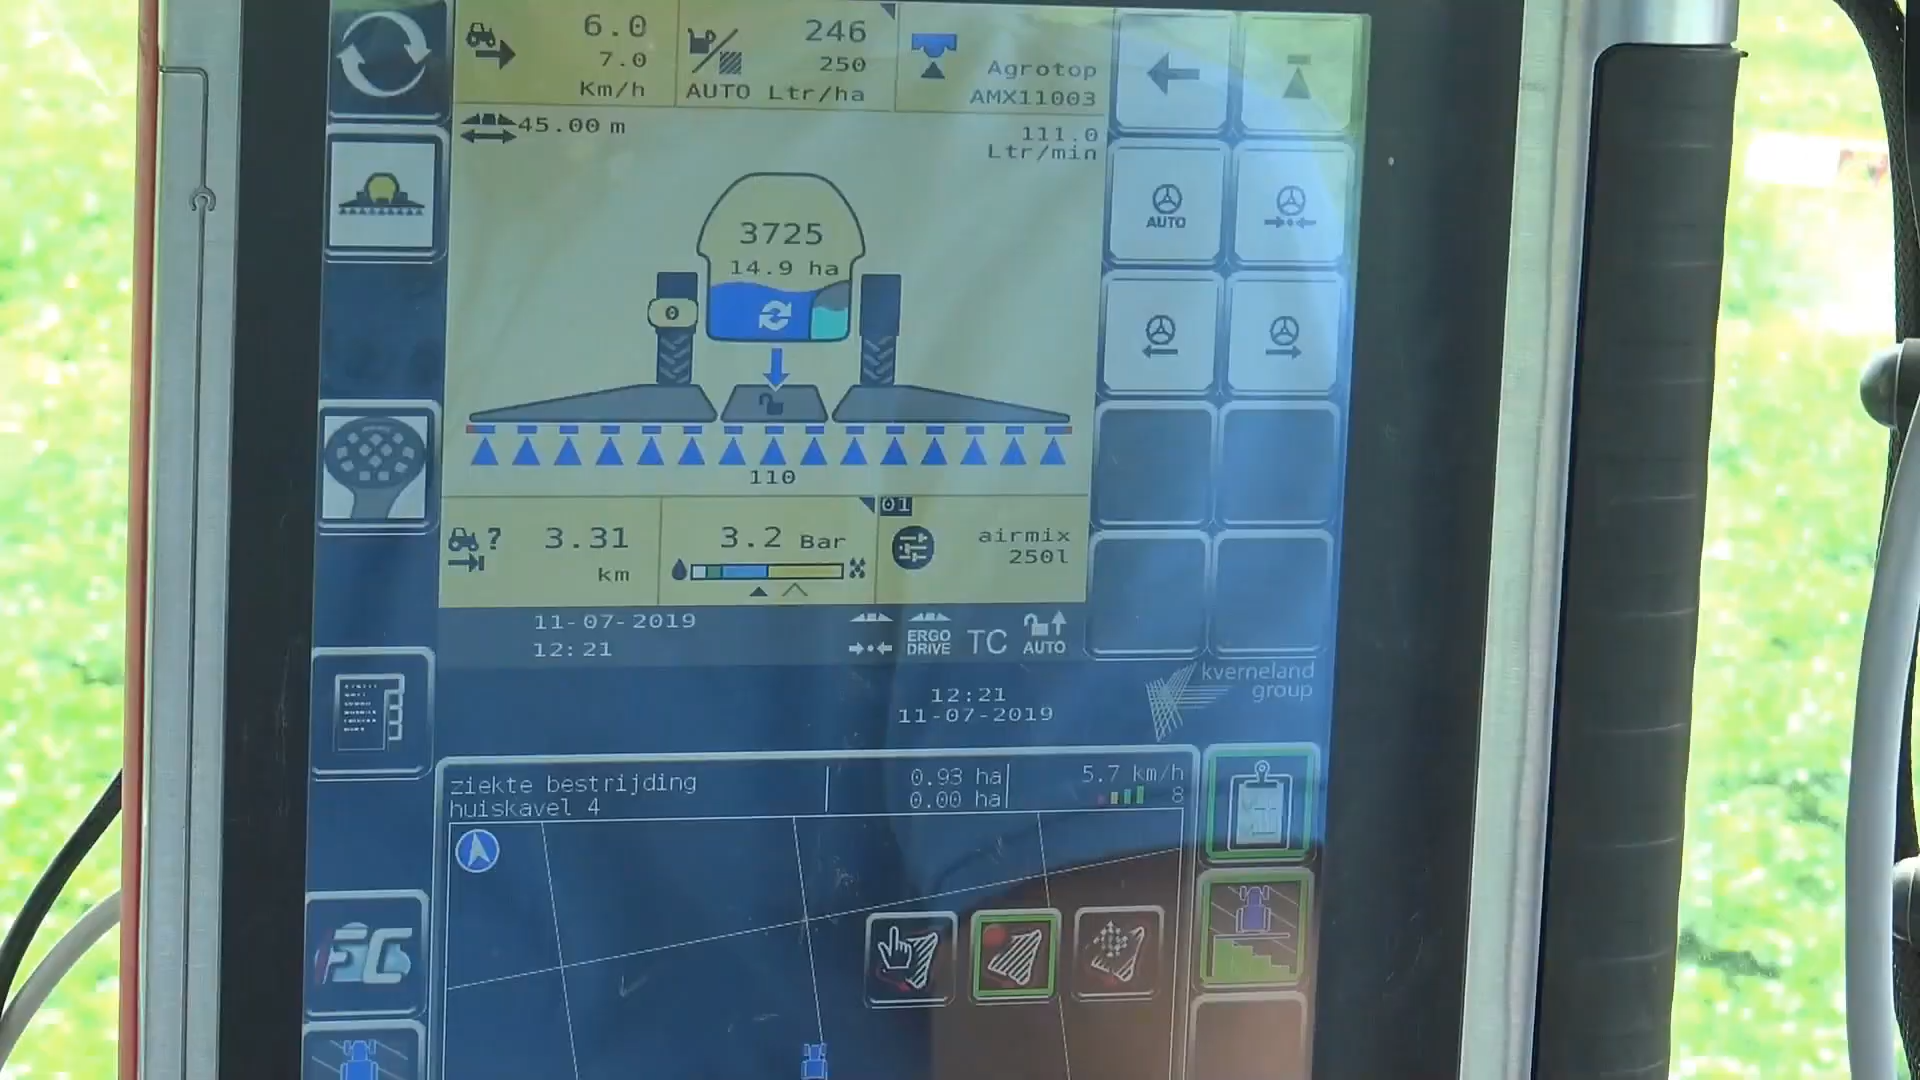 6.0
7.0
Km/h
246
250
AUTO Ltr/ha
Agrotop
AMX11003
45.00 m
111.0
Ltr/min
AUTO
3725
14.9 ha
0
110
3.31
km
3.2 Bar
01
airmix
250l
11-07-2019
12:21
ERGO
DRIVE
TC
AUTO
12:21
11-07-2019
kverneland
group
ziekte bestrijding
huiskavel 4
0.93 ha
0.00 ha
5.7 km/h
8